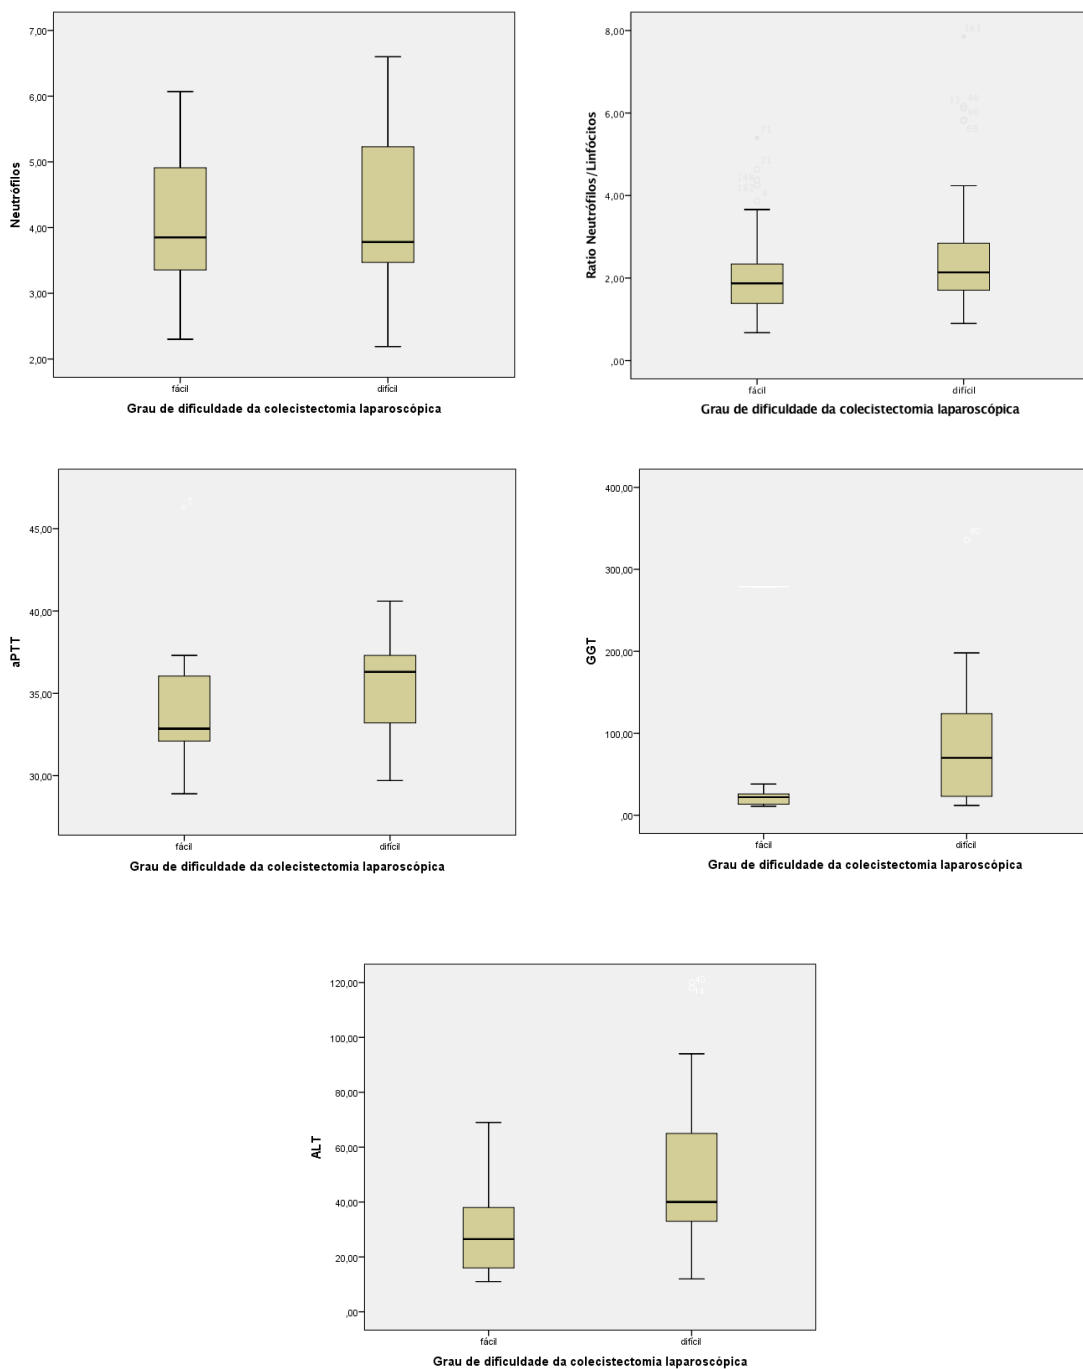 7,00
6,00
5,00
4,00
3,00
2,00
Neutrófilos
fácil
difícil
Grau de dificuldade da colecistectomia laparoscópica
8,00
6,00
4,00
2,00
,00
Ratio Neutrófilos/Linfócitos
71
21
fácil
difícil
Grau de dificuldade da colecistectomia laparoscópica
45,00
40,00
35,00
30,00
aPTT
fácil
difícil
Grau de dificuldade da colecistectomia laparoscópica
400,00
300,00
200,00
100,00
,00
GGT
fácil
difícil
Grau de dificuldade da colecistectomia laparoscópica
120,00
100,00
80,00
60,00
40,00
20,00
,00
ALT
fácil
difícil
Grau de dificuldade da colecistectomia laparoscópica